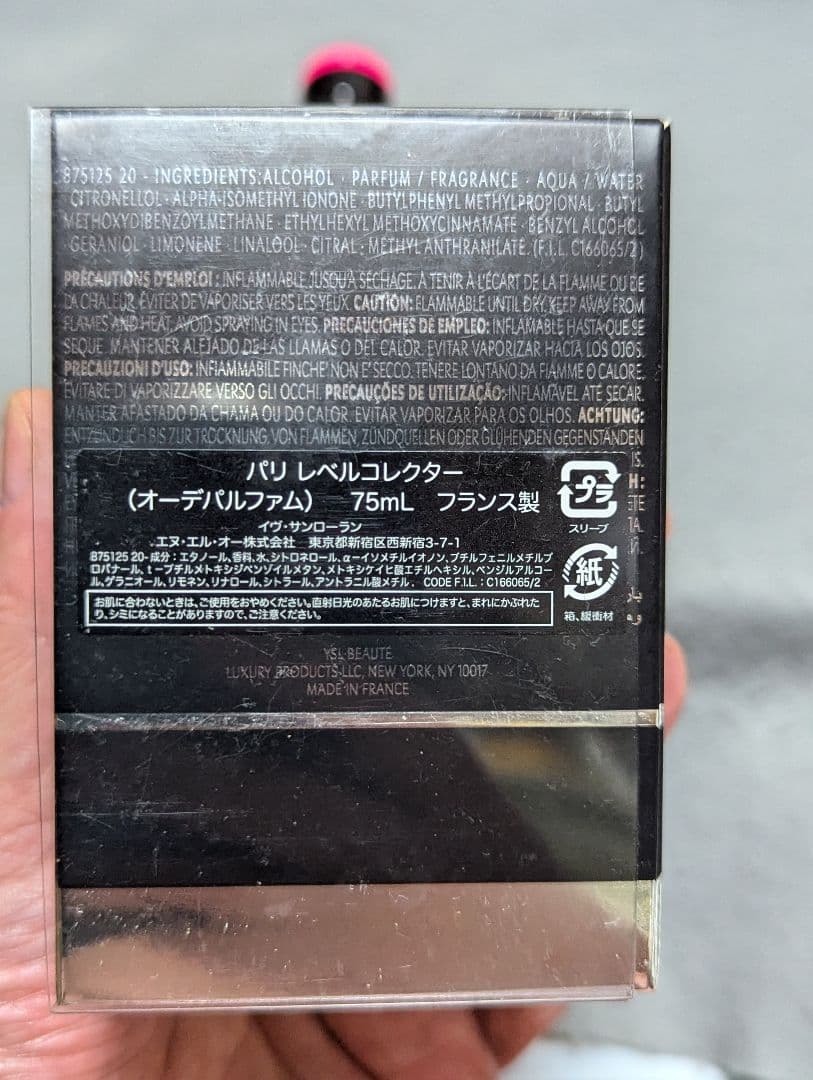 875125 20 - INGREDIENTS:ALCOHOL · PARFUM / FRAGRANCE · AQUA / WATER
· CITRONELLOL · ALPHA-ISOMETHYL IONONE · BUTYLPHENYL METHYLPROPIONAL · BUTYL
METHOXYDIBENZOYLMETHANE · ETHYLHEXYL METHOXYCINNAMATE · BENZYL ALCOHOL
· GERANIOL · LIMONENE · LINALOOL · CITRAL · METHYL ANTHRANILATE. (F.I.L. C166065/2)
PRÉCAUTIONS D'EMPLOI : INFLAMMABLE JUSQU'À SÉCHAGE. À TENIR À L'ÉCART DE LA FLAMME OU DE
LA CHALEUR. ÉVITER DE VAPORISER VERS LES YEUX. CAUTION: FLAMMABLE UNTIL DRY. KEEP AWAY FROM
FLAMES AND HEAT. AVOID SPRAYING IN EYES. PRECAUCIONES DE EMPLEO: INFLAMABLE HASTA QUE SE
SEQUE. MANTENER ALEJADO DE LAS LLAMAS O DEL CALOR. EVITAR VAPORIZAR HACIA LOS OJOS.
PRECAUZIONI D'USO: INFIAMMABILE FINCHE' NON E' SECCO. TENERE LONTANO DA FIAMME O CALORE.
EVITARE DI VAPORIZZARE VERSO GLI OCCHI. PRECAUÇÕES DE UTILIZAÇÃO: INFLAMÁVEL ATÉ SECAR.
MANTER AFASTADO DA CHAMA OU DO CALOR. EVITAR VAPORIZAR PARA OS OLHOS. ACHTUNG:
ENTZÜNDLICH BIS ZUR TROCKNUNG, VON FLAMMEN, ZÜNDQUELLEN ODER GLÜHENDEN GEGENSTÄNDEN
パリ レベルコレクター
（オーデパルファム） 75mL フランス製
イヴ・サンローラン
エヌ・エル・オー株式会社 東京都新宿区西新宿3-7-1
875125 20-成分：エタノール、香料、水、シトロネロール、α-イソメチルイオノン、ブチルフェニルメチルプ
ロパナール、t-ブチルメトキシジベンゾイルメタン、メトキシケイヒ酸エチルヘキシル、ベンジルアルコー
ル、ゲラニオール、リモネン、リナロール、シトラール、アントラニル酸メチル、 CODE F.I.L. : C166065/2
お肌に合わないときは、ご使用をおやめください。直射日光のあたるお肌につけますと、まれにかぶれた
り、シミになることがありますので、ご注意ください。
プラ
スリーブ
紙
箱、緩衝材
YSL BEAUTÉ
LUXURY PRODUCTS LLC, NEW YORK, NY 10017
MADE IN FRANCE